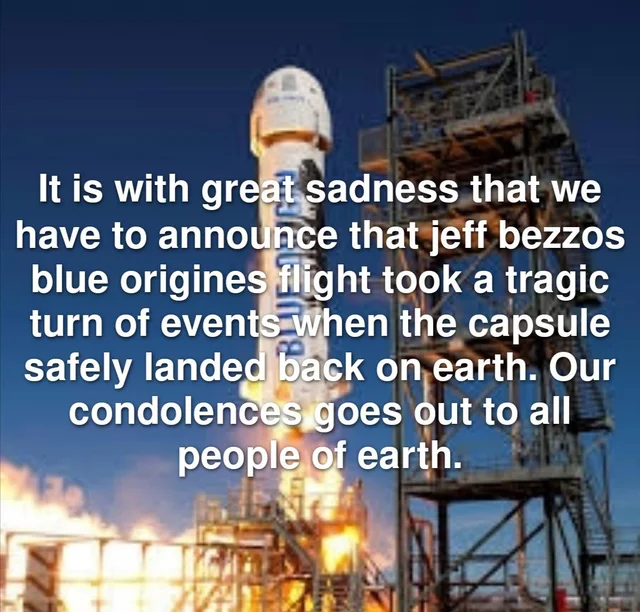 It is with great sadness that we
have to announce that jeff bezzos
blue origines flight took a tragic
turn of events when the capsule
safely landed back on earth. Our
condolences goes out to all
people of earth.